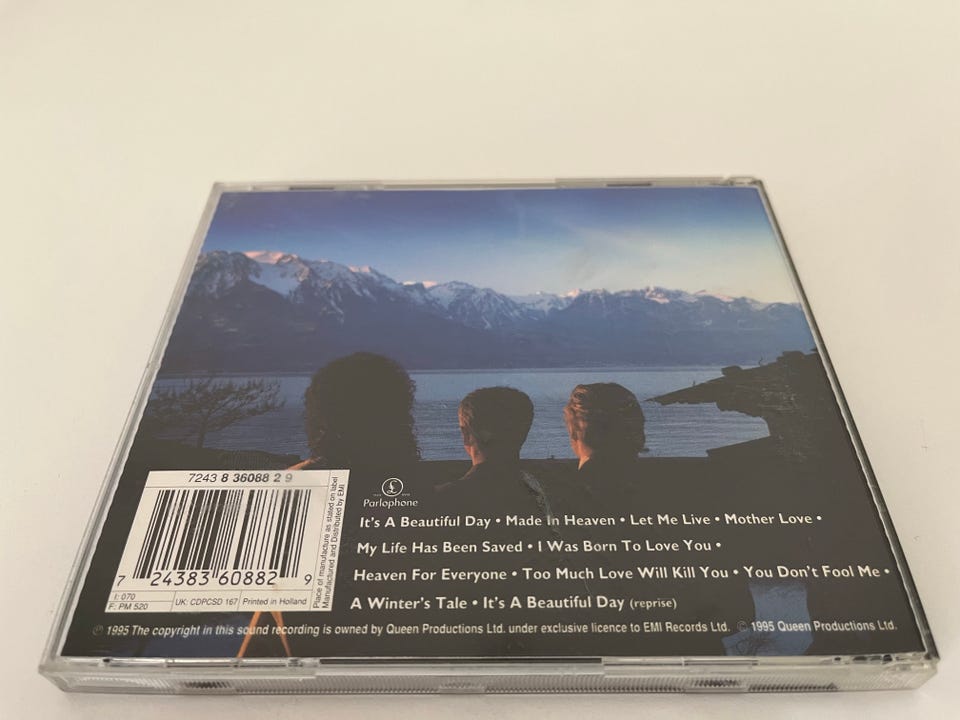 7243 8 36088 2 9
7 24383 60882 9
I: 070
F: PM 520
UK: CDPCSD 167
Printed in Holland
Place of manufacture as stated on label
Manufactured and Distributed by EMI
£
Parlophone
It's A Beautiful Day • Made In Heaven • Let Me Live • Mother Love •
My Life Has Been Saved • I Was Born To Love You •
Heaven For Everyone • Too Much Love Will Kill You • You Don't Fool Me •
A Winter's Tale • It's A Beautiful Day (reprise)
℗ 1995 The copyright in this sound recording is owned by Queen Productions Ltd. under exclusive licence to EMI Records Ltd. © 1995 Queen Productions Ltd.